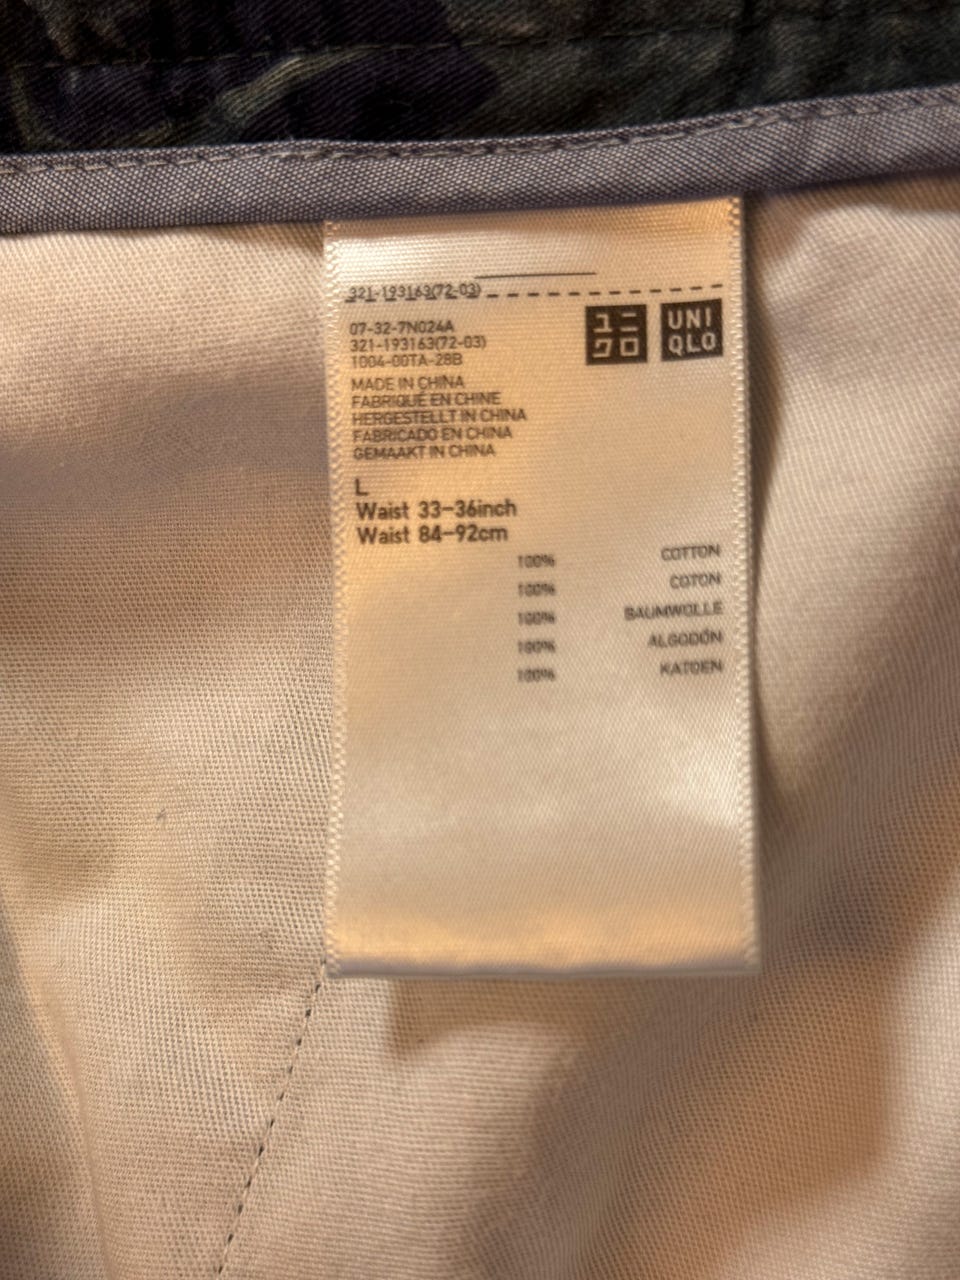 321-193163(72-03)
ユニ
クロ
UNI
QLO
07-32-7N024A
321-193163(72-03)
1004-00TA-28B
MADE IN CHINA
FABRIQUÉ EN CHINE
HERGESTELLT IN CHINA
FABRICADO EN CHINA
GEMAAKT IN CHINA
L
Waist 33-36inch
Waist 84-92cm
100% COTTON
100% COTON
100% BAUMWOLLE
100% ALGODÓN
100% KATOEN